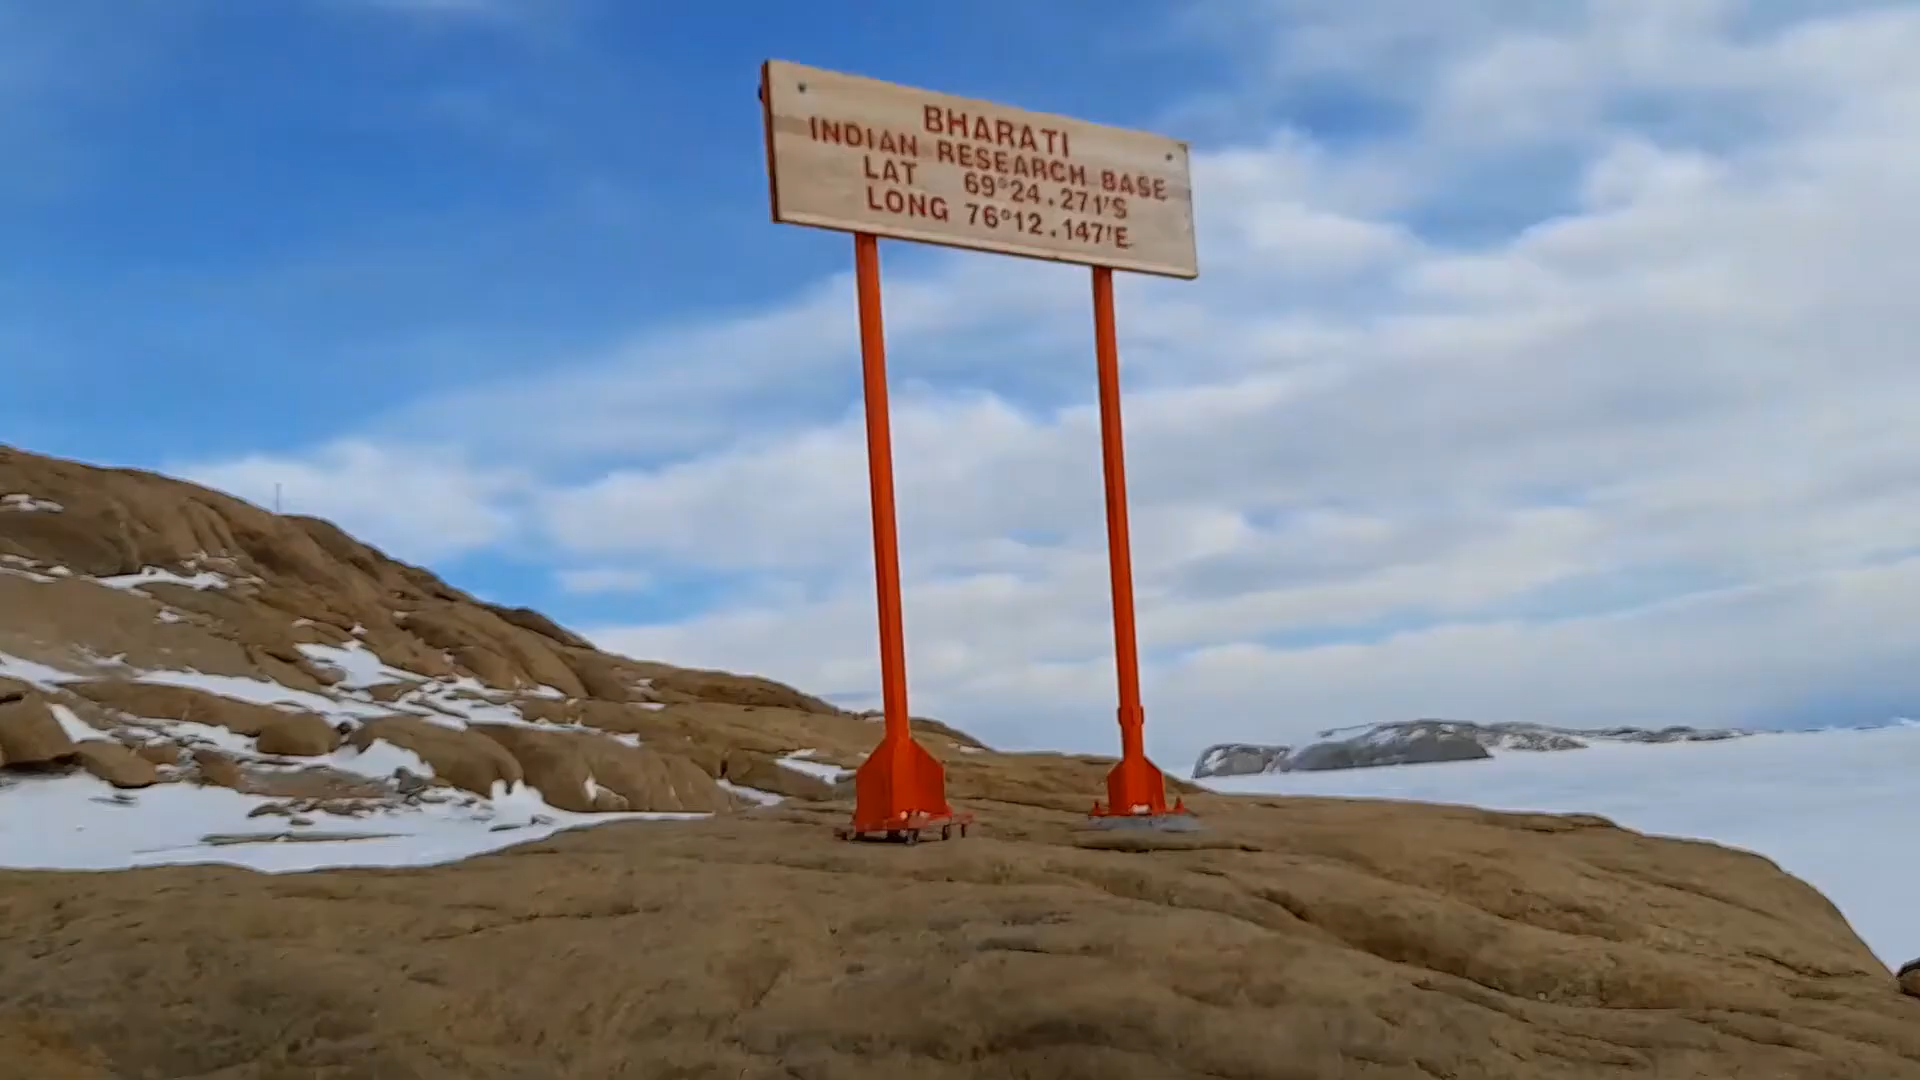 BHARATI
INDIAN RESEARCH BASE
LAT 69°24.271'S
LONG 76°12.147'E